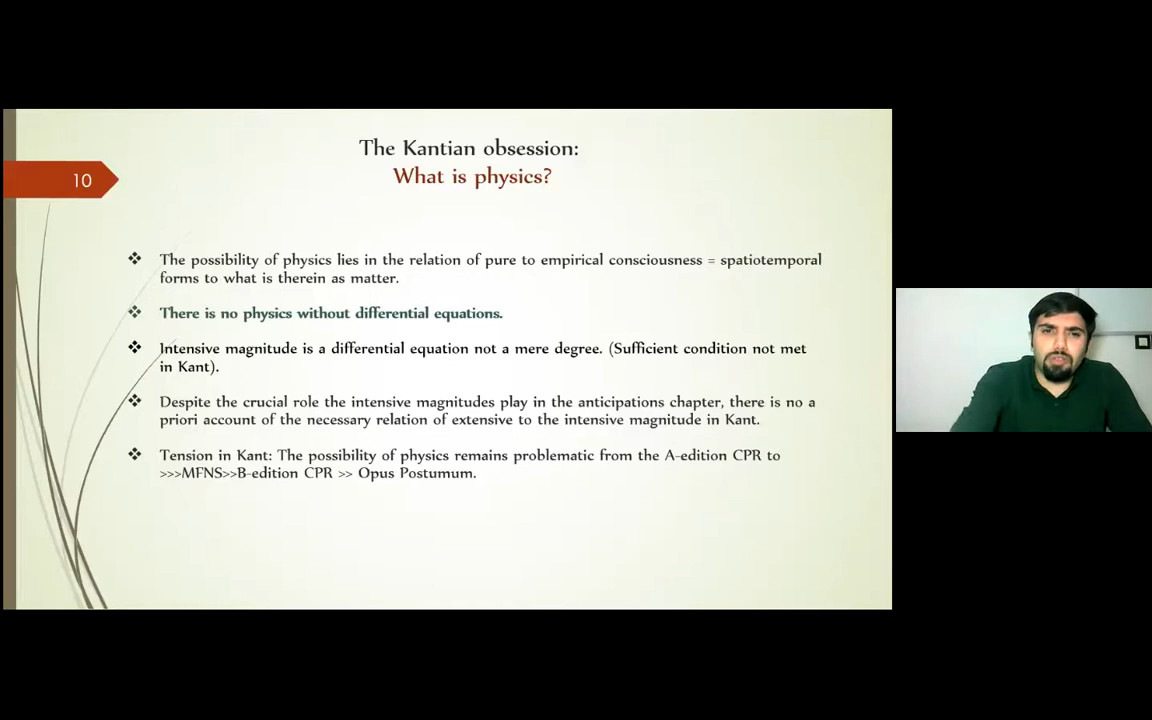 The Kantian obsession:
What is physics?
10
❖ The possibility of physics lies in the relation of pure to empirical consciousness = spatiotemporal
forms to what is therein as matter.
❖ There is no physics without differential equations.
❖ Intensive magnitude is a differential equation not a mere degree. (Sufficient condition not met
in Kant).
❖ Despite the crucial role the intensive magnitudes play in the anticipations chapter, there is no a
priori account of the necessary relation of extensive to the intensive magnitude in Kant.
❖ Tension in Kant: The possibility of physics remains problematic from the A-edition CPR to
>>>MFNS>>B-edition CPR >> Opus Postumum.